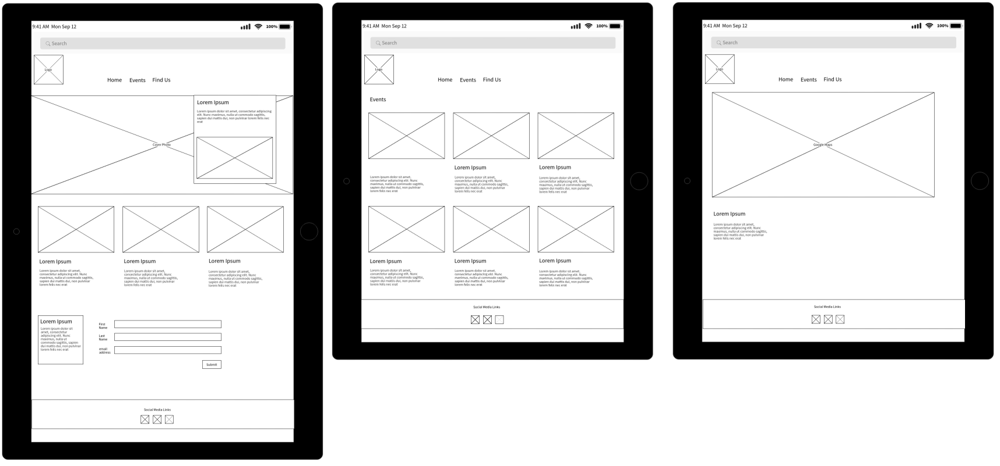 9:41 AM Mon Sep 12
100%
Search
Logo
Home Events Find Us
Lorem Ipsum
Lorem ipsum dolor sit amet, consectetur adipiscing
elit. Nunc maximus, nulla ut commodo sagittis,
sapien dui mattis dui, non pulvinar lorem felis nec
erat
Cover Photo
Lorem Ipsum
Lorem ipsum dolor sit amet,
consectetur adipiscing elit. Nunc
maximus, nulla ut commodo sagittis,
sapien dui mattis dui, non pulvinar
lorem felis nec erat
Lorem Ipsum
Lorem ipsum dolor sit amet,
consectetur adipiscing elit. Nunc
maximus, nulla ut commodo sagittis,
sapien dui mattis dui, non pulvinar
lorem felis nec erat
Lorem Ipsum
Lorem ipsum dolor sit amet,
consectetur adipiscing elit. Nunc
maximus, nulla ut commodo sagittis,
sapien dui mattis dui, non pulvinar
lorem felis nec erat
Lorem Ipsum
Lorem ipsum dolor sit
amet, consectetur
adipiscing elit. Nunc
maximus, nulla ut
commodo sagittis, sapien
dui mattis dui, non pulvinar
lorem felis nec erat
First
Name
Last
Name
email
address
Submit
Social Media Links
9:41 AM Mon Sep 12
100%
Search
Logo
Home Events Find Us
Events
Lorem ipsum dolor sit amet,
consectetur adipiscing elit. Nunc
maximus, nulla ut commodo sagittis,
sapien dui mattis dui, non pulvinar
lorem felis nec erat
Lorem Ipsum
Lorem ipsum dolor sit amet,
consectetur adipiscing elit. Nunc
maximus, nulla ut commodo sagittis,
sapien dui mattis dui, non pulvinar
lorem felis nec erat
Lorem Ipsum
Lorem ipsum dolor sit amet,
consectetur adipiscing elit. Nunc
maximus, nulla ut commodo sagittis,
sapien dui mattis dui, non pulvinar
lorem felis nec erat
Lorem Ipsum
Lorem ipsum dolor sit amet,
consectetur adipiscing elit. Nunc
maximus, nulla ut commodo sagittis,
sapien dui mattis dui, non pulvinar
lorem felis nec erat
Lorem Ipsum
Lorem ipsum dolor sit amet,
consectetur adipiscing elit. Nunc
maximus, nulla ut commodo sagittis,
sapien dui mattis dui, non pulvinar
lorem felis nec erat
Lorem Ipsum
Lorem ipsum dolor sit amet,
consectetur adipiscing elit. Nunc
maximus, nulla ut commodo sagittis,
sapien dui mattis dui, non pulvinar
lorem felis nec erat
Social Media Links
9:41 AM Mon Sep 12
100%
Search
Logo
Home Events Find Us
Google Maps
Lorem Ipsum
Lorem ipsum dolor sit amet,
consectetur adipiscing elit. Nunc
maximus, nulla ut commodo sagittis,
sapien dui mattis dui, non pulvinar
lorem felis nec erat
Social Media Links